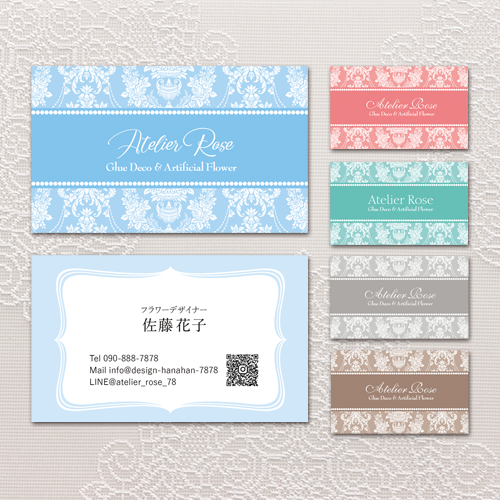 Atelier Rose
Glue Deco & Artificial Flower
フラワーデザイナー
佐藤 花子
Tel 090-888-7878
Mail info@design-hanahan-7878
LINE@atelier_rose_78
Atelier Rose
Glue Deco & Artificial Flower
Atelier Rose
Glue Deco & Artificial Flower
Atelier Rose
Glue Deco & Artificial Flower
Atelier Rose
Glue Deco & Artificial Flower